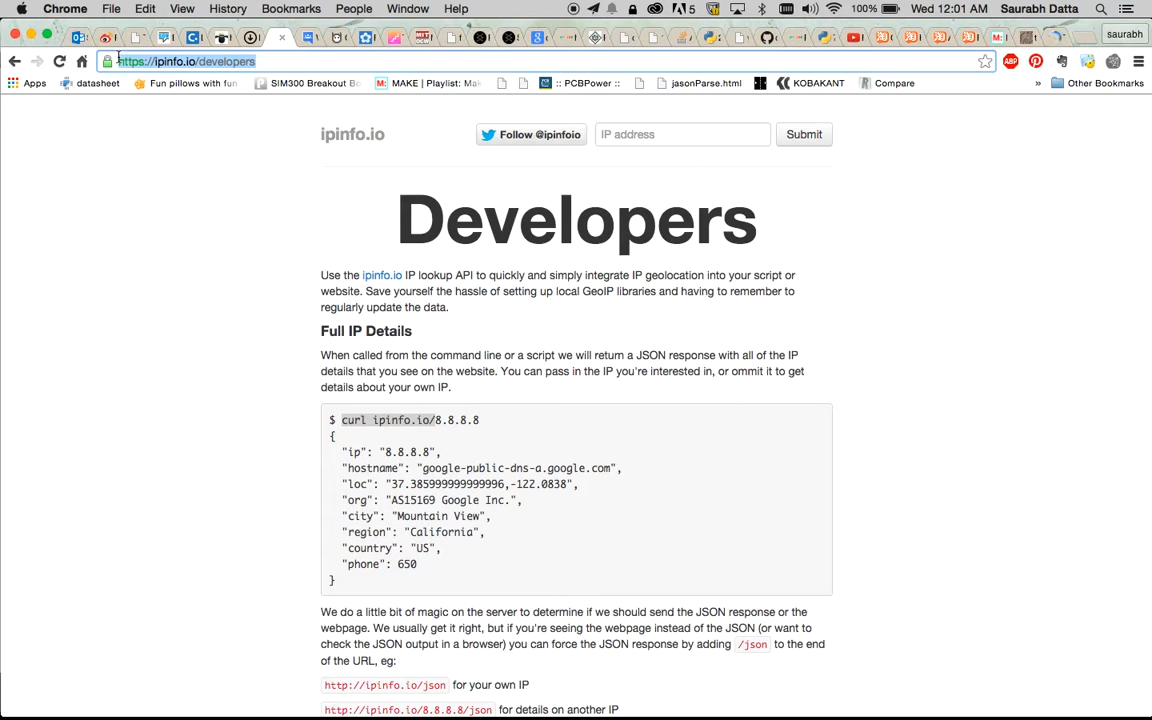 Chrome File Edit View History Bookmarks People Window Help 100% Wed 12:01 AM Saurabh Datta
saurabh
https://ipinfo.io/developers
Apps datasheet Fun pillows with fun SIM300 Breakout Bo M: MAKE | Playlist: Mak :: PCBPower :: jasonParse.html KOBAKANT Compare » Other Bookmarks
ipinfo.io Follow @ipinfoio IP address Submit
Developers
Use the ipinfo.io IP lookup API to quickly and simply integrate IP geolocation into your script or
website. Save yourself the hassle of setting up local GeoIP libraries and having to remember to
regularly update the data.
Full IP Details
When called from the command line or a script we will return a JSON response with all of the IP
details that you see on the website. You can pass in the IP you're interested in, or ommit it to get
details about your own IP.
$ curl ipinfo.io/8.8.8.8
{
"ip": "8.8.8.8",
"hostname": "google-public-dns-a.google.com",
"loc": "37.385999999999996,-122.0838",
"org": "AS15169 Google Inc.",
"city": "Mountain View",
"region": "California",
"country": "US",
"phone": 650
}
We do a little bit of magic on the server to determine if we should send the JSON response or the
webpage. We usually get it right, but if you're seeing the webpage instead of the JSON (or want to
check the JSON output in a browser) you can force the JSON response by adding /json to the end
of the URL, eg:
http://ipinfo.io/json for your own IP
http://ipinfo.io/8.8.8.8/json for details on another IP